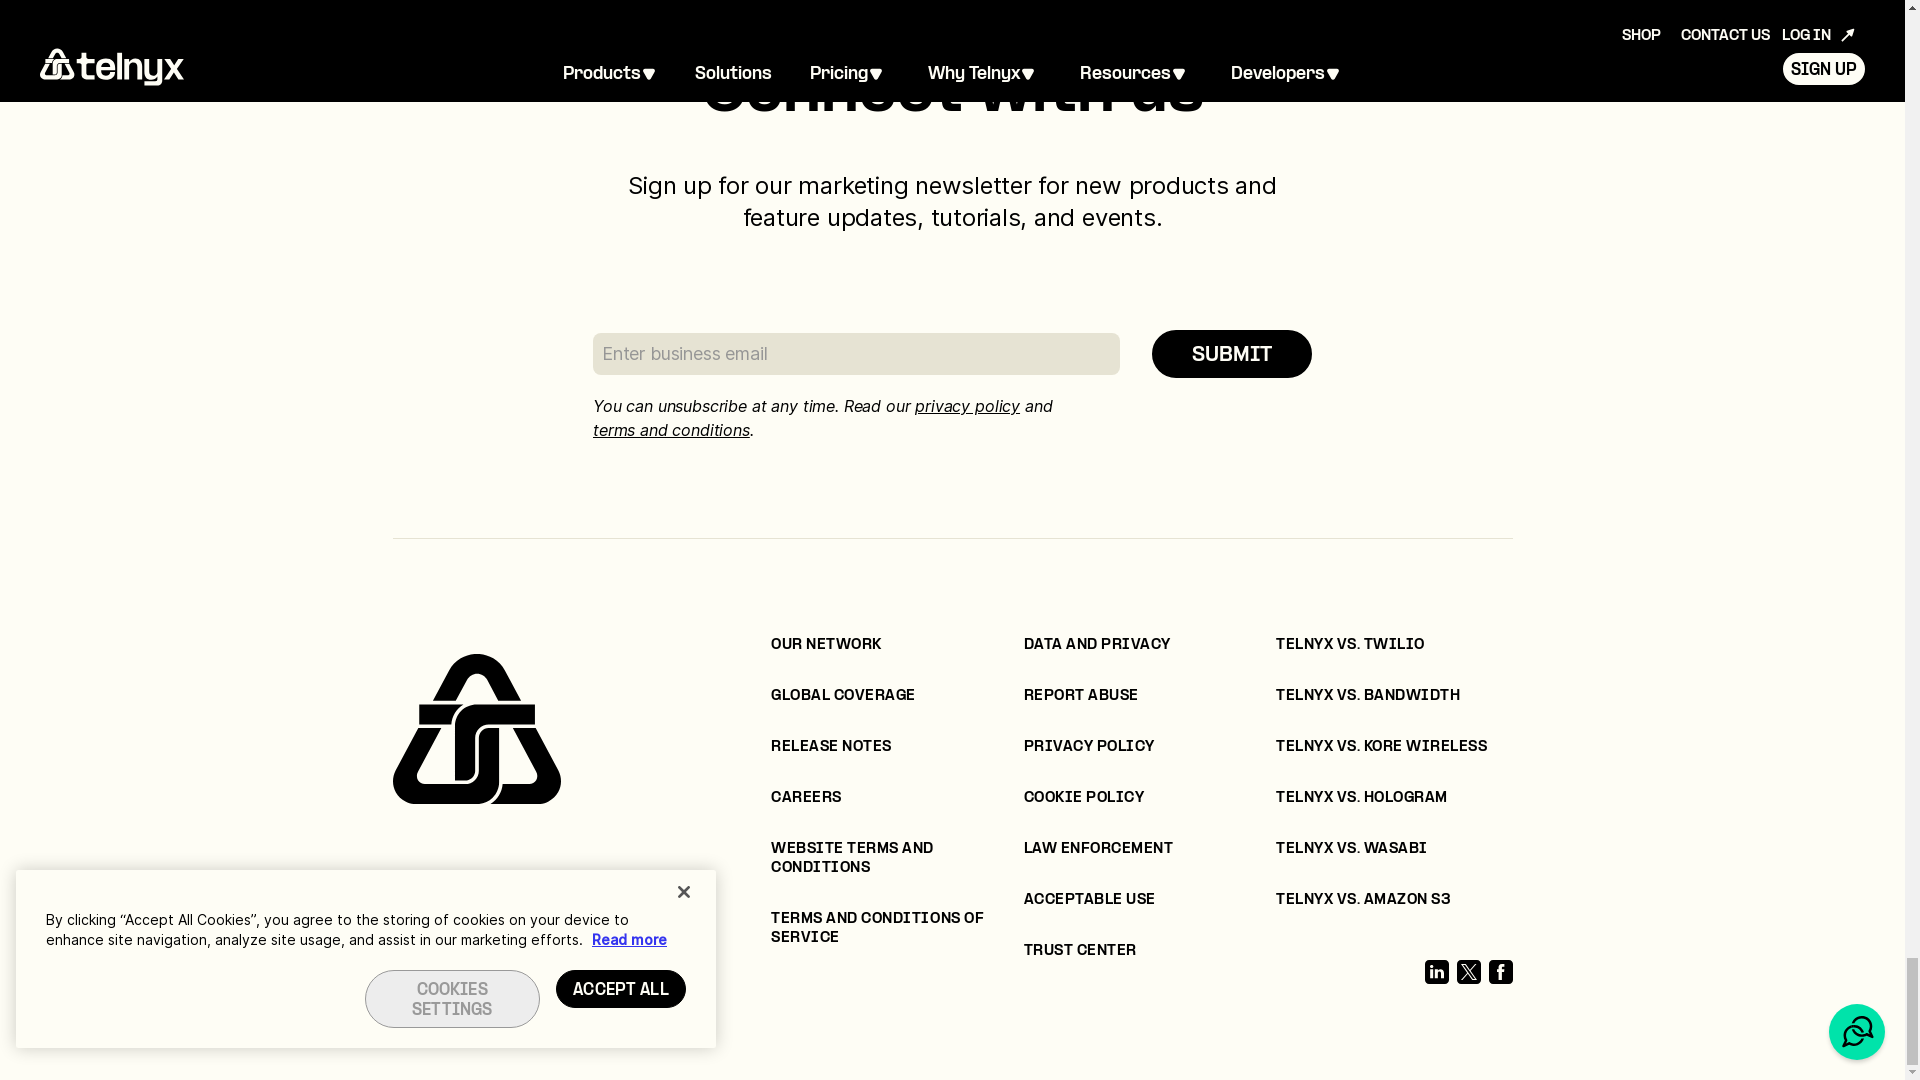 SHOP CONTACT US LOG IN
telnyx Products Solutions Pricing Why Telnyx Resources Developers SIGN UP
Connect with us
Sign up for our marketing newsletter for new products and
feature updates, tutorials, and events.
Enter business email SUBMIT
You can unsubscribe at any time. Read our privacy policy and
terms and conditions.
OUR NETWORK
GLOBAL COVERAGE
RELEASE NOTES
CAREERS
WEBSITE TERMS AND
CONDITIONS
TERMS AND CONDITIONS OF
SERVICE
DATA AND PRIVACY
REPORT ABUSE
PRIVACY POLICY
COOKIE POLICY
LAW ENFORCEMENT
ACCEPTABLE USE
TRUST CENTER
TELNYX VS. TWILIO
TELNYX VS. BANDWIDTH
TELNYX VS. KORE WIRELESS
TELNYX VS. HOLOGRAM
TELNYX VS. WASABI
TELNYX VS. AMAZON S3
By clicking “Accept All Cookies”, you agree to the storing of cookies on your device to
enhance site navigation, analyze site usage, and assist in our marketing efforts. Read more
COOKIES
SETTINGS
ACCEPT ALL